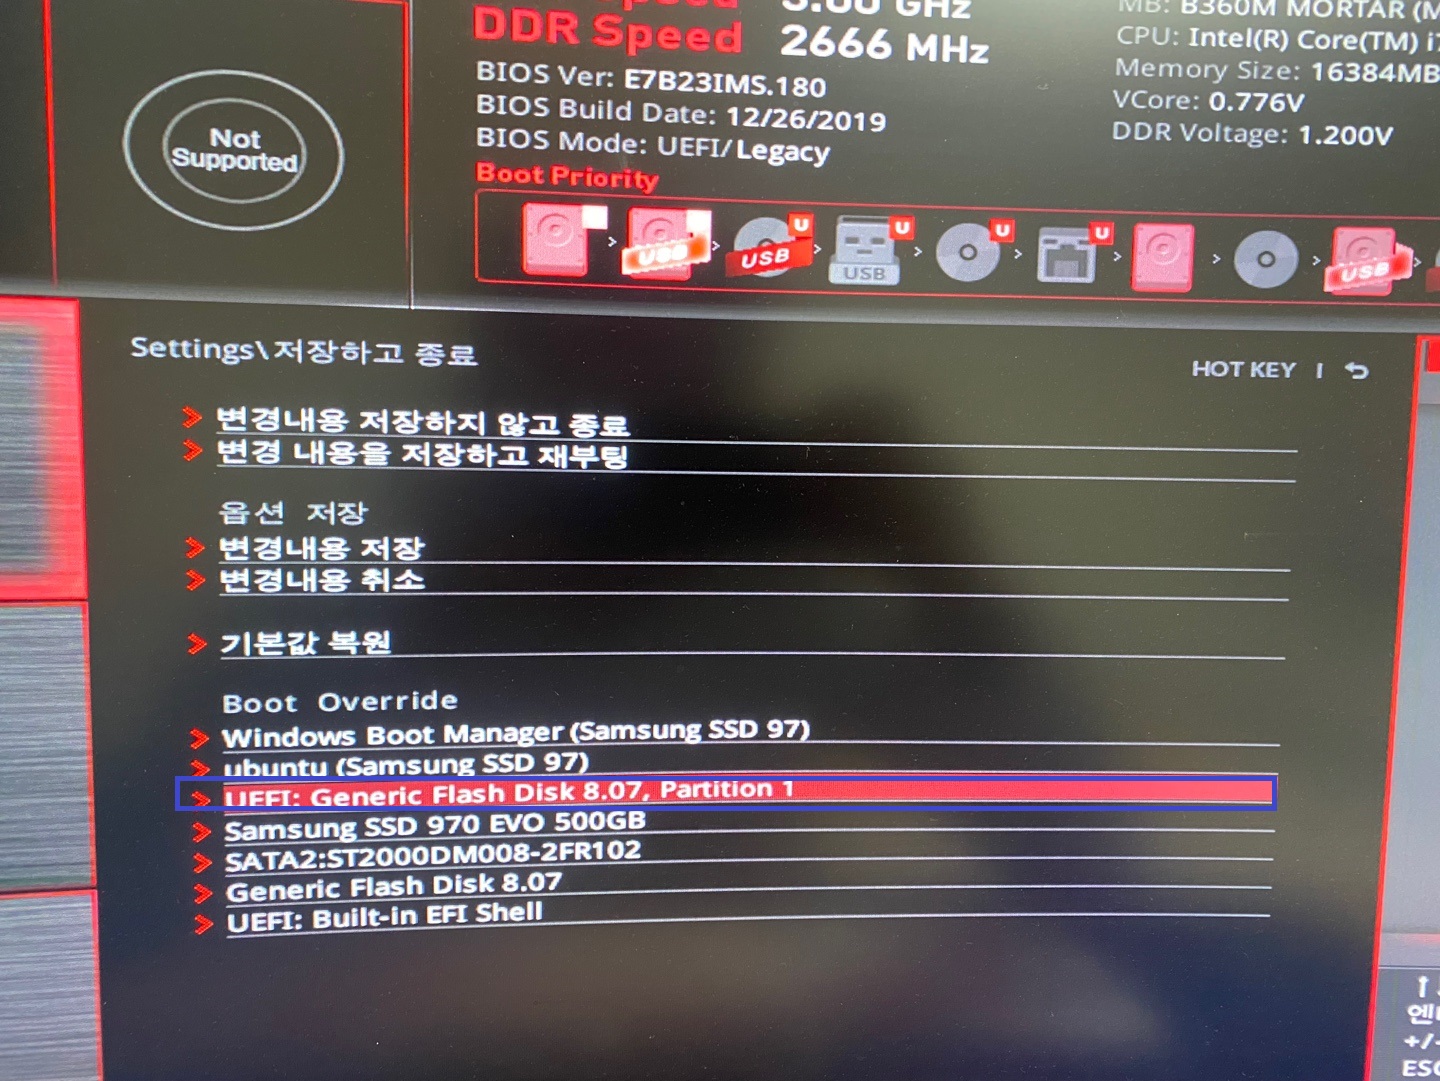 DDR Speed 2666 MHz
GHz
BIOS Ver: E7B23IMS.180
BIOS Build Date: 12/26/2019
BIOS Mode: UEFI/Legacy
MB: B360M MORTAR
CPU: Intel(R) Core(TM)
Memory Size: 16384MB
VCore: 0.776V
DDR Voltage: 1.200V
Not
Supported
Boot Priority
U
U
U
U
USB
USB
USB
USB
Settings\저장하고 종료
HOT KEY
변경내용 저장하지 않고 종료
변경 내용을 저장하고 재부팅
옵션 저장
변경내용 저장
변경내용 취소
기본값 복원
Boot Override
Windows Boot Manager (Samsung SSD 97)
ubuntu (Samsung SSD 97)
UEFI: Generic Flash Disk 8.07, Partition 1
Samsung SSD 970 EVO 500GB
SATA2:ST2000DM008-2FR102
Generic Flash Disk 8.07
UEFI: Built-in EFI Shell